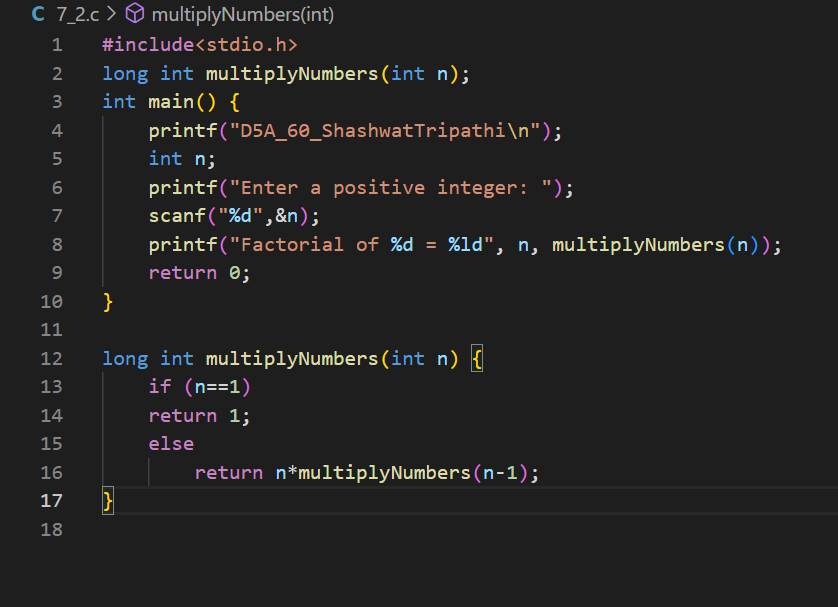 C 7_2.c > multiplyNumbers(int)
1 #include<stdio.h>
2 long int multiplyNumbers(int n);
3 int main() {
4     printf("D5A_60_ShashwatTripathi\n");
5     int n;
6     printf("Enter a positive integer: ");
7     scanf("%d",&n);
8     printf("Factorial of %d = %ld", n, multiplyNumbers(n));
9     return 0;
10 }
11
12 long int multiplyNumbers(int n) {
13     if (n==1)
14     return 1;
15     else
16         return n*multiplyNumbers(n-1);
17 }
18